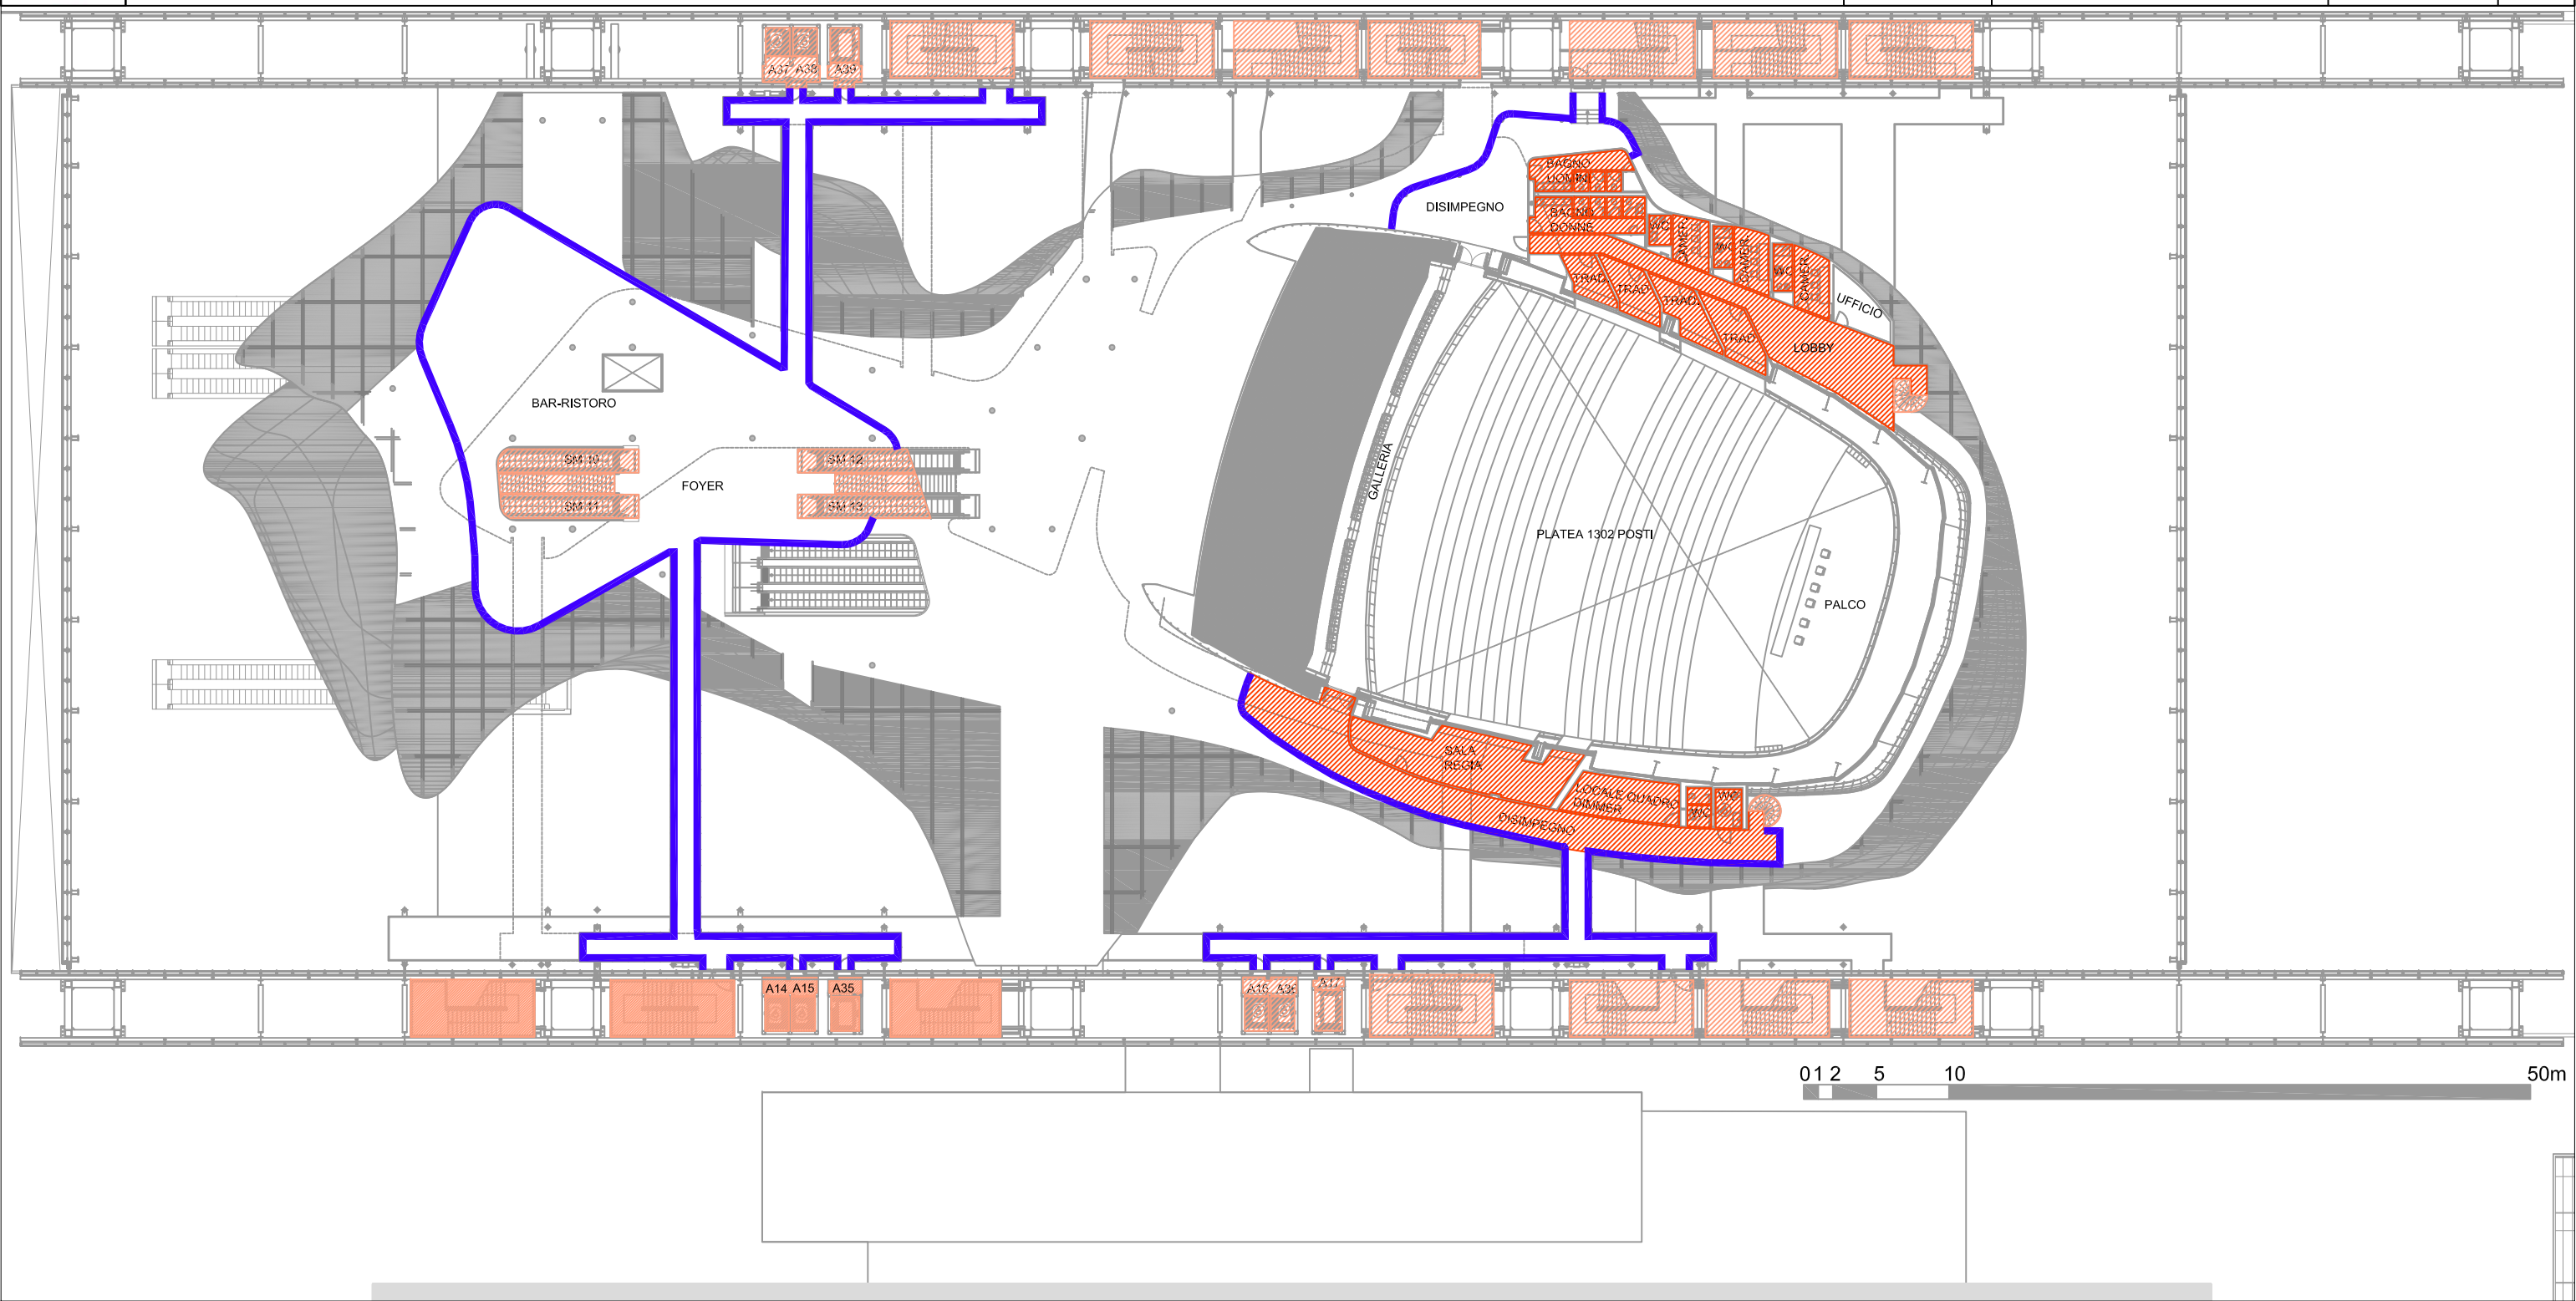 A37 A38 A39
BAGNO
UOMINI
DISIMPEGNO
BAGNO
DONNE
WC
CAMER.
WC
CAMER.
WC
CAMER.
TRAD.
TRAD.
TRAD.
TRAD.
UFFICIO
LOBBY
BAR-RISTORO
SM 10
SM 12
GALLERIA
FOYER
SM 11
SM 13
PLATEA 1302 POSTI
PALCO
SALA
REGIA
LOCALE QUADRO
DIMMER
WC
WC
DISIMPEGNO
A14 A15 A35
A16 A36 A17
0 1 2 5 10 50m